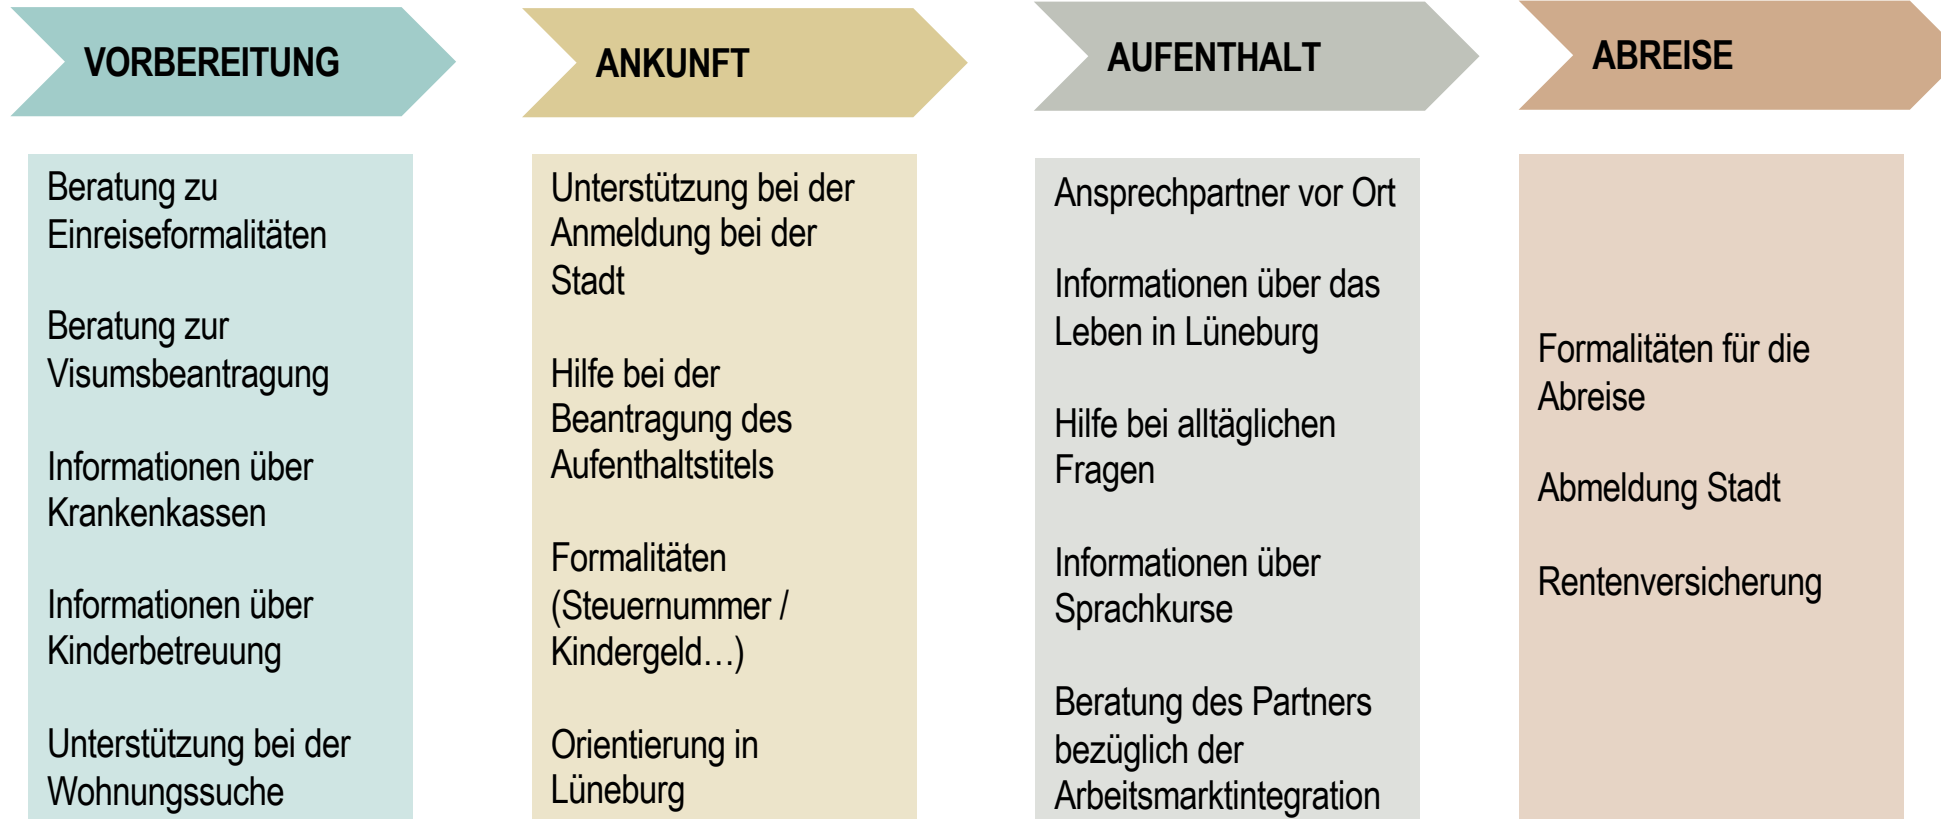 VORBEREITUNG
Beratung zu
Einreiseformalitäten
Beratung zur
Visumsbeantragung
Informationen über
Krankenkassen
Informationen über
Kinderbetreuung
Unterstützung bei der
Wohnungssuche
ANKUNFT
Unterstützung bei der
Anmeldung bei der
Stadt
Hilfe bei der
Beantragung des
Aufenthaltstitels
Formalitäten
(Steuernummer /
Kindergeld…)
Orientierung in
Lüneburg
AUFENTHALT
Ansprechpartner vor Ort
Informationen über das
Leben in Lüneburg
Hilfe bei alltäglichen
Fragen
Informationen über
Sprachkurse
Beratung des Partners
bezüglich der
Arbeitsmarktintegration
ABREISE
Formalitäten für die
Abreise
Abmeldung Stadt
Rentenversicherung